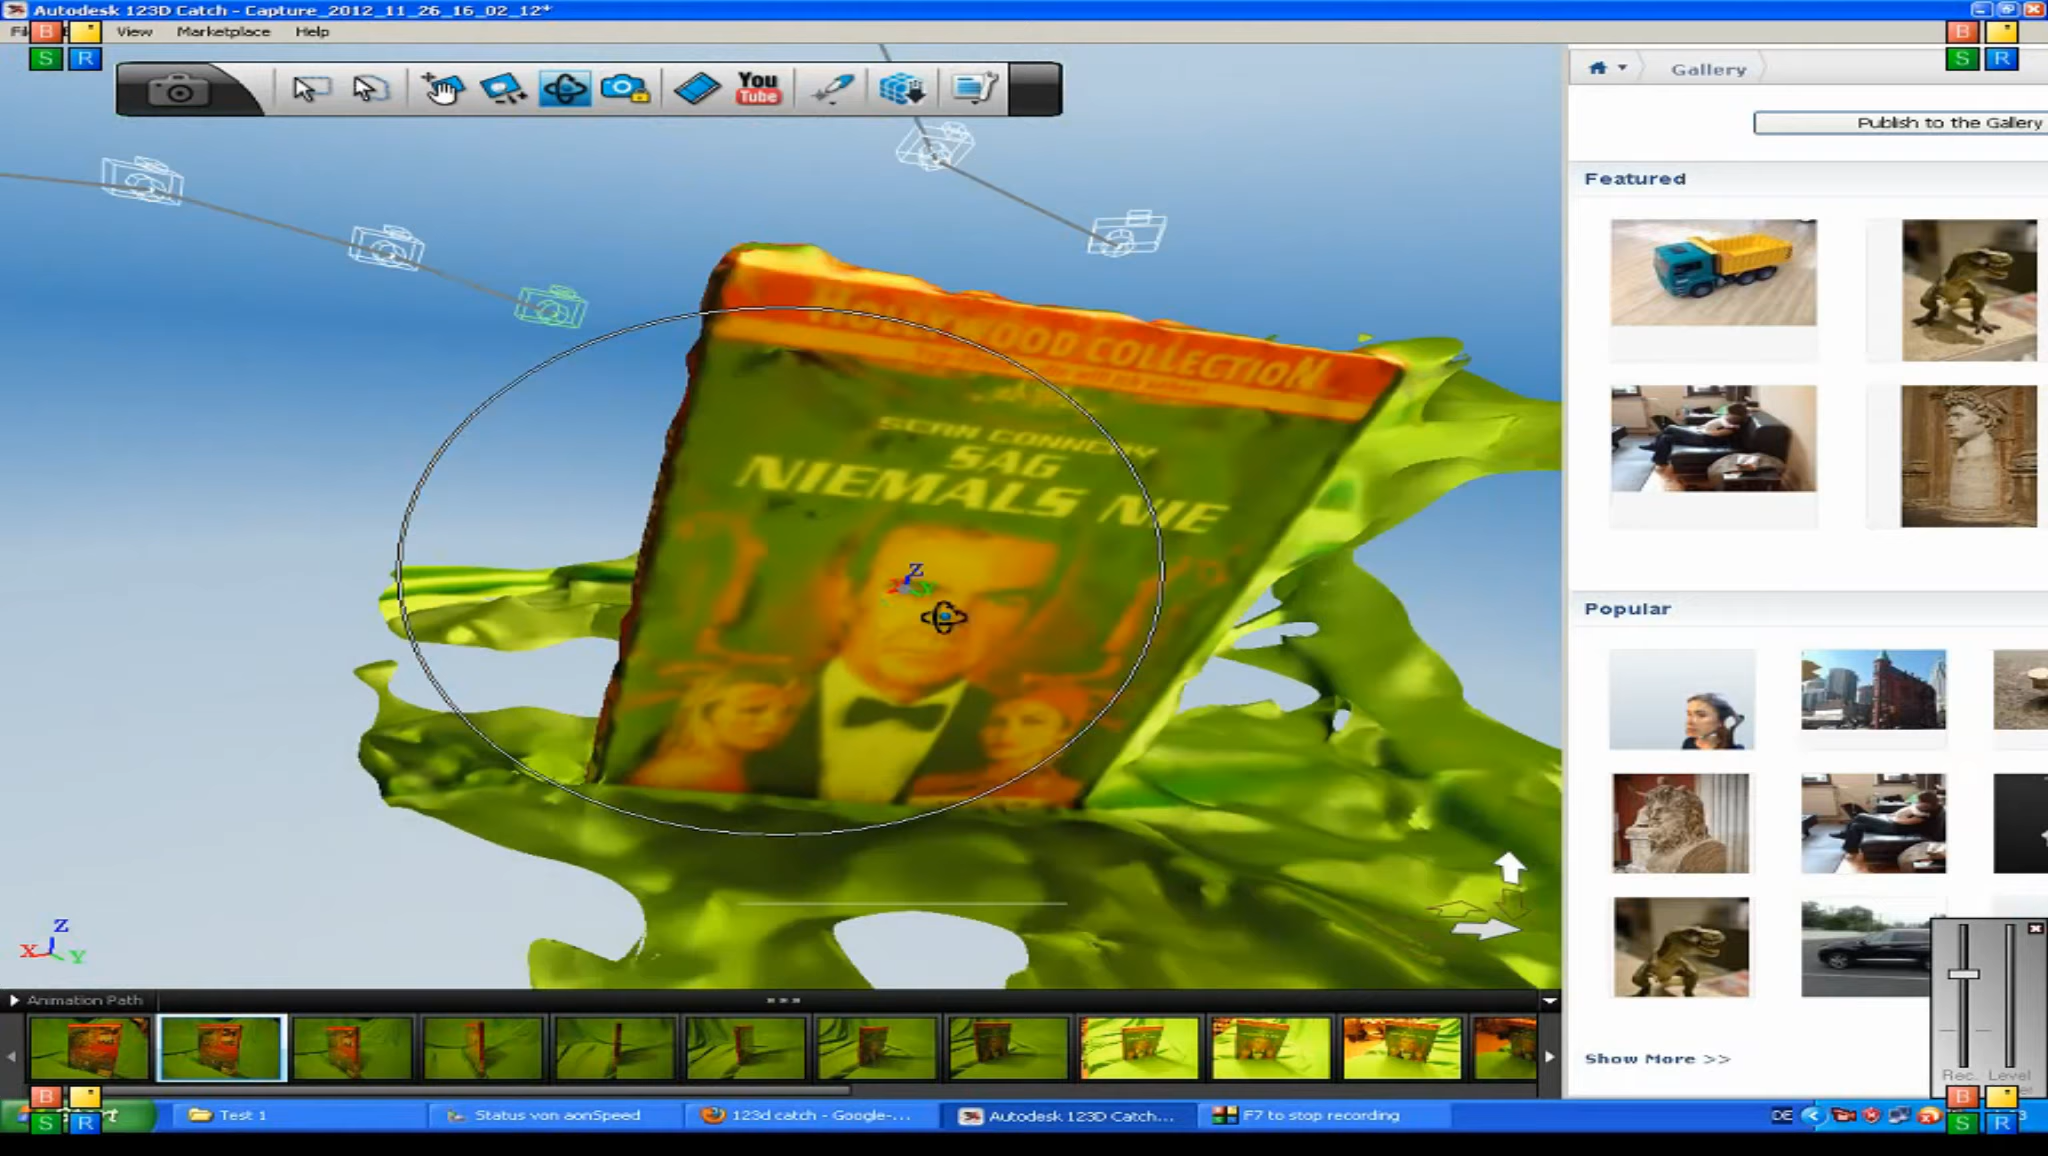 Autodesk 123D Catch - Capture_2012_11_26_16_02_12*
View Marketplace Help
B
S R
B
S R
You
Tube
Gallery
Publish to the Gallery
Featured
HOLLYWOOD COLLECTION
SEAN CONNERY
SAG
NIEMALS NIE
Z
Y
Popular
Z
X Y
Show More >>
Rec. Level
Animation Path
B
S R
Test 1
Status von aonSpeed
123d catch - Google-...
Autodesk 123D Catch...
F7 to stop recording
DE
B
S R